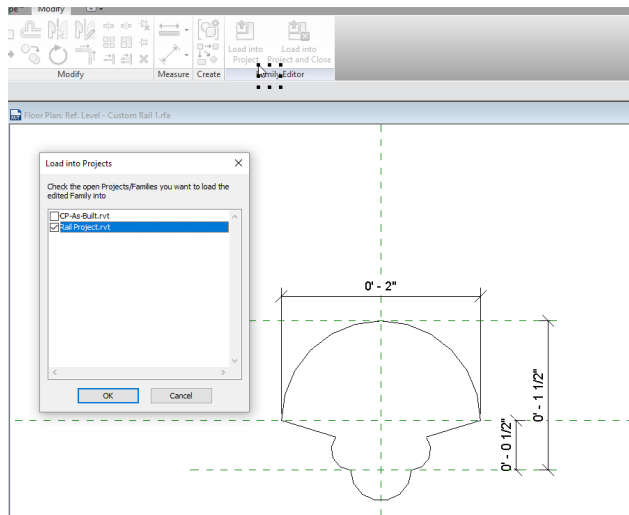 Modify
Load into
Project
Load into
Project and Close
Modify
Measure
Create
Family Editor
Floor Plan: Ref. Level - Custom Rail 1.rfa
Load into Projects
Check the open Projects/Families you want to load the
edited Family into
CP-As-Built.rvt
Rail Project.rvt
OK
Cancel
0' - 2"
0' - 1 1/2"
0' - 0 1/2"